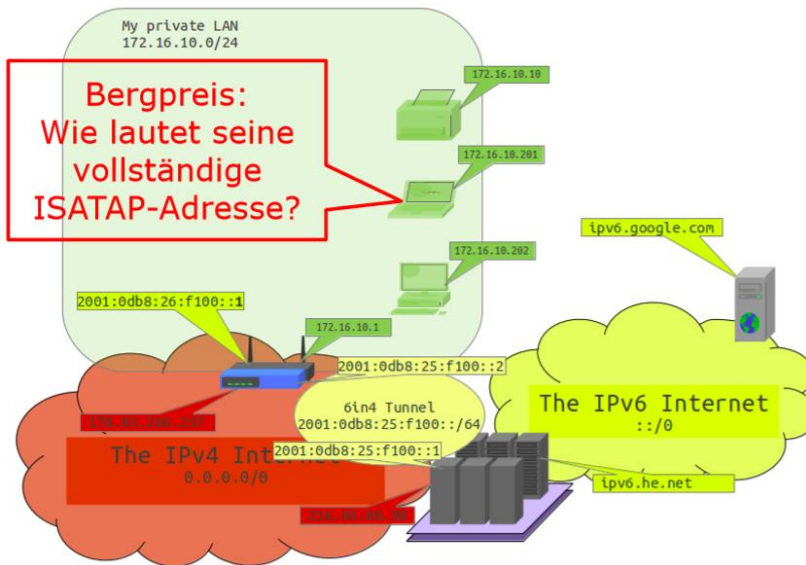 My private LAN
172.16.10.0/24
172.16.10.10
Bergpreis:
Wie lautet seine
vollständige
ISATAP-Adresse?
172.16.10.201
172.16.10.202
ipv6.google.com
2001:0db8:26:f100::1
172.16.10.1
2001:0db8:25:f100::2
6in4 Tunnel
2001:0db8:25:f100::/64
The IPv6 Internet
::/0
The IPv4 Internet
0.0.0.0/0
2001:0db8:25:f100::1
ipv6.he.net